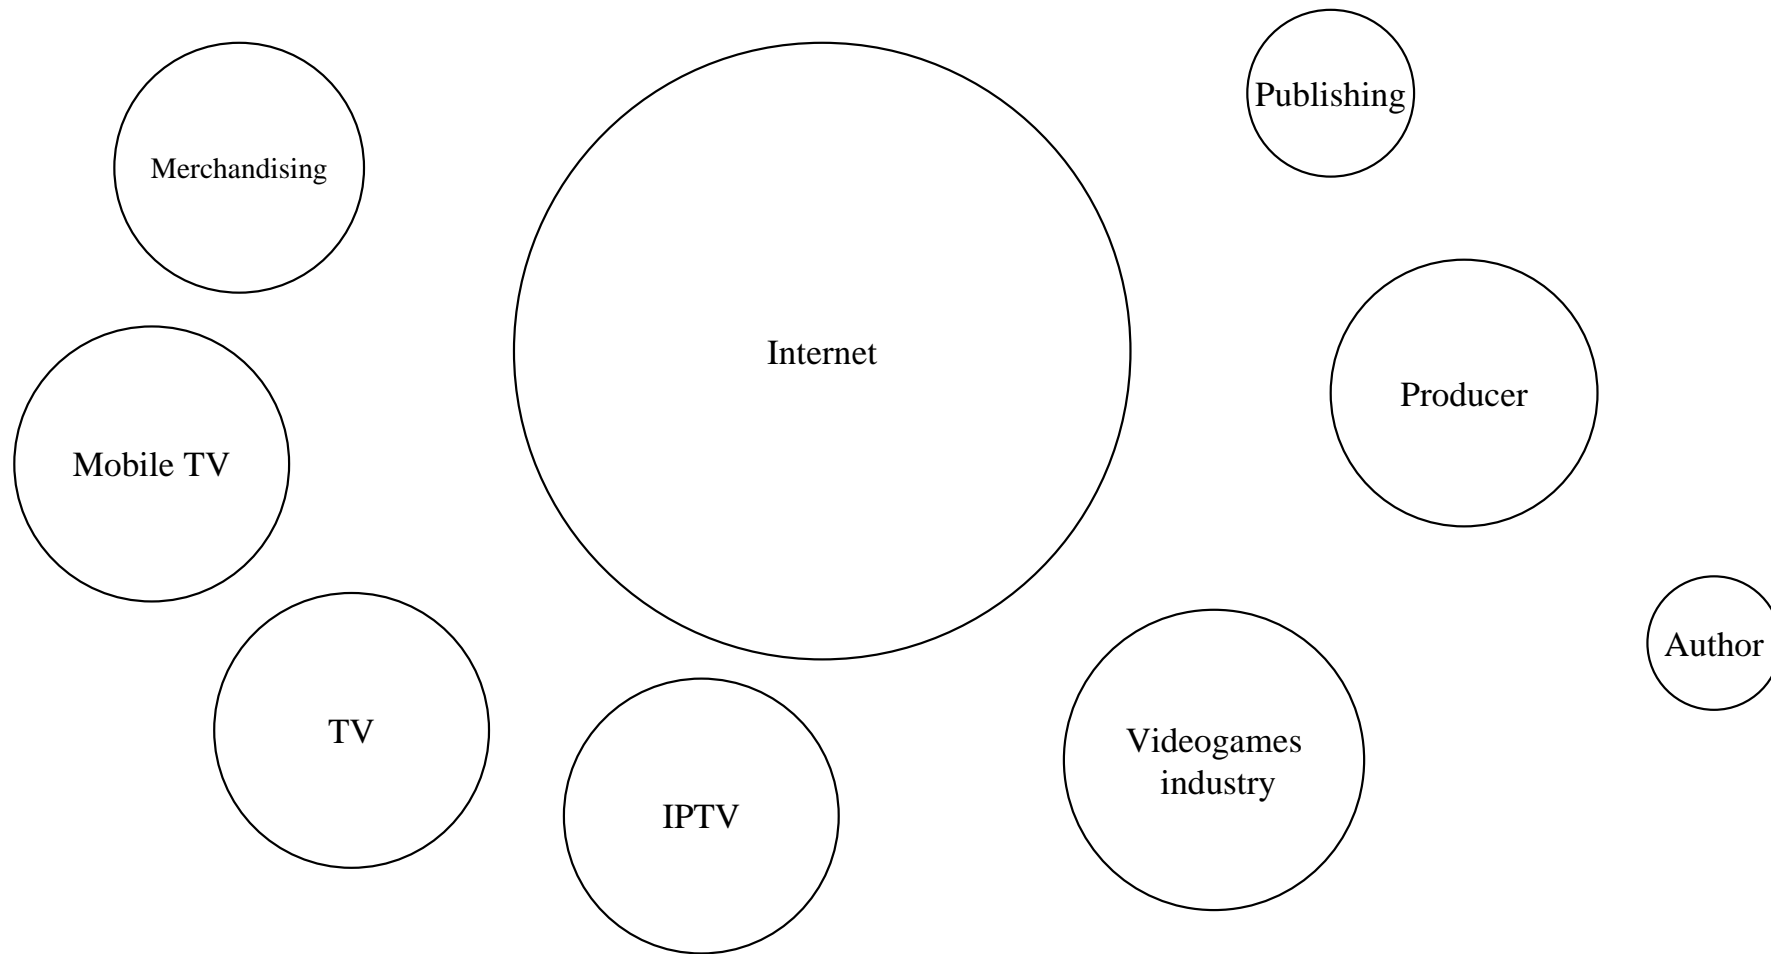 Publishing
Merchandising
Internet
Producer
Mobile TV
Author
TV
Videogames
industry
IPTV